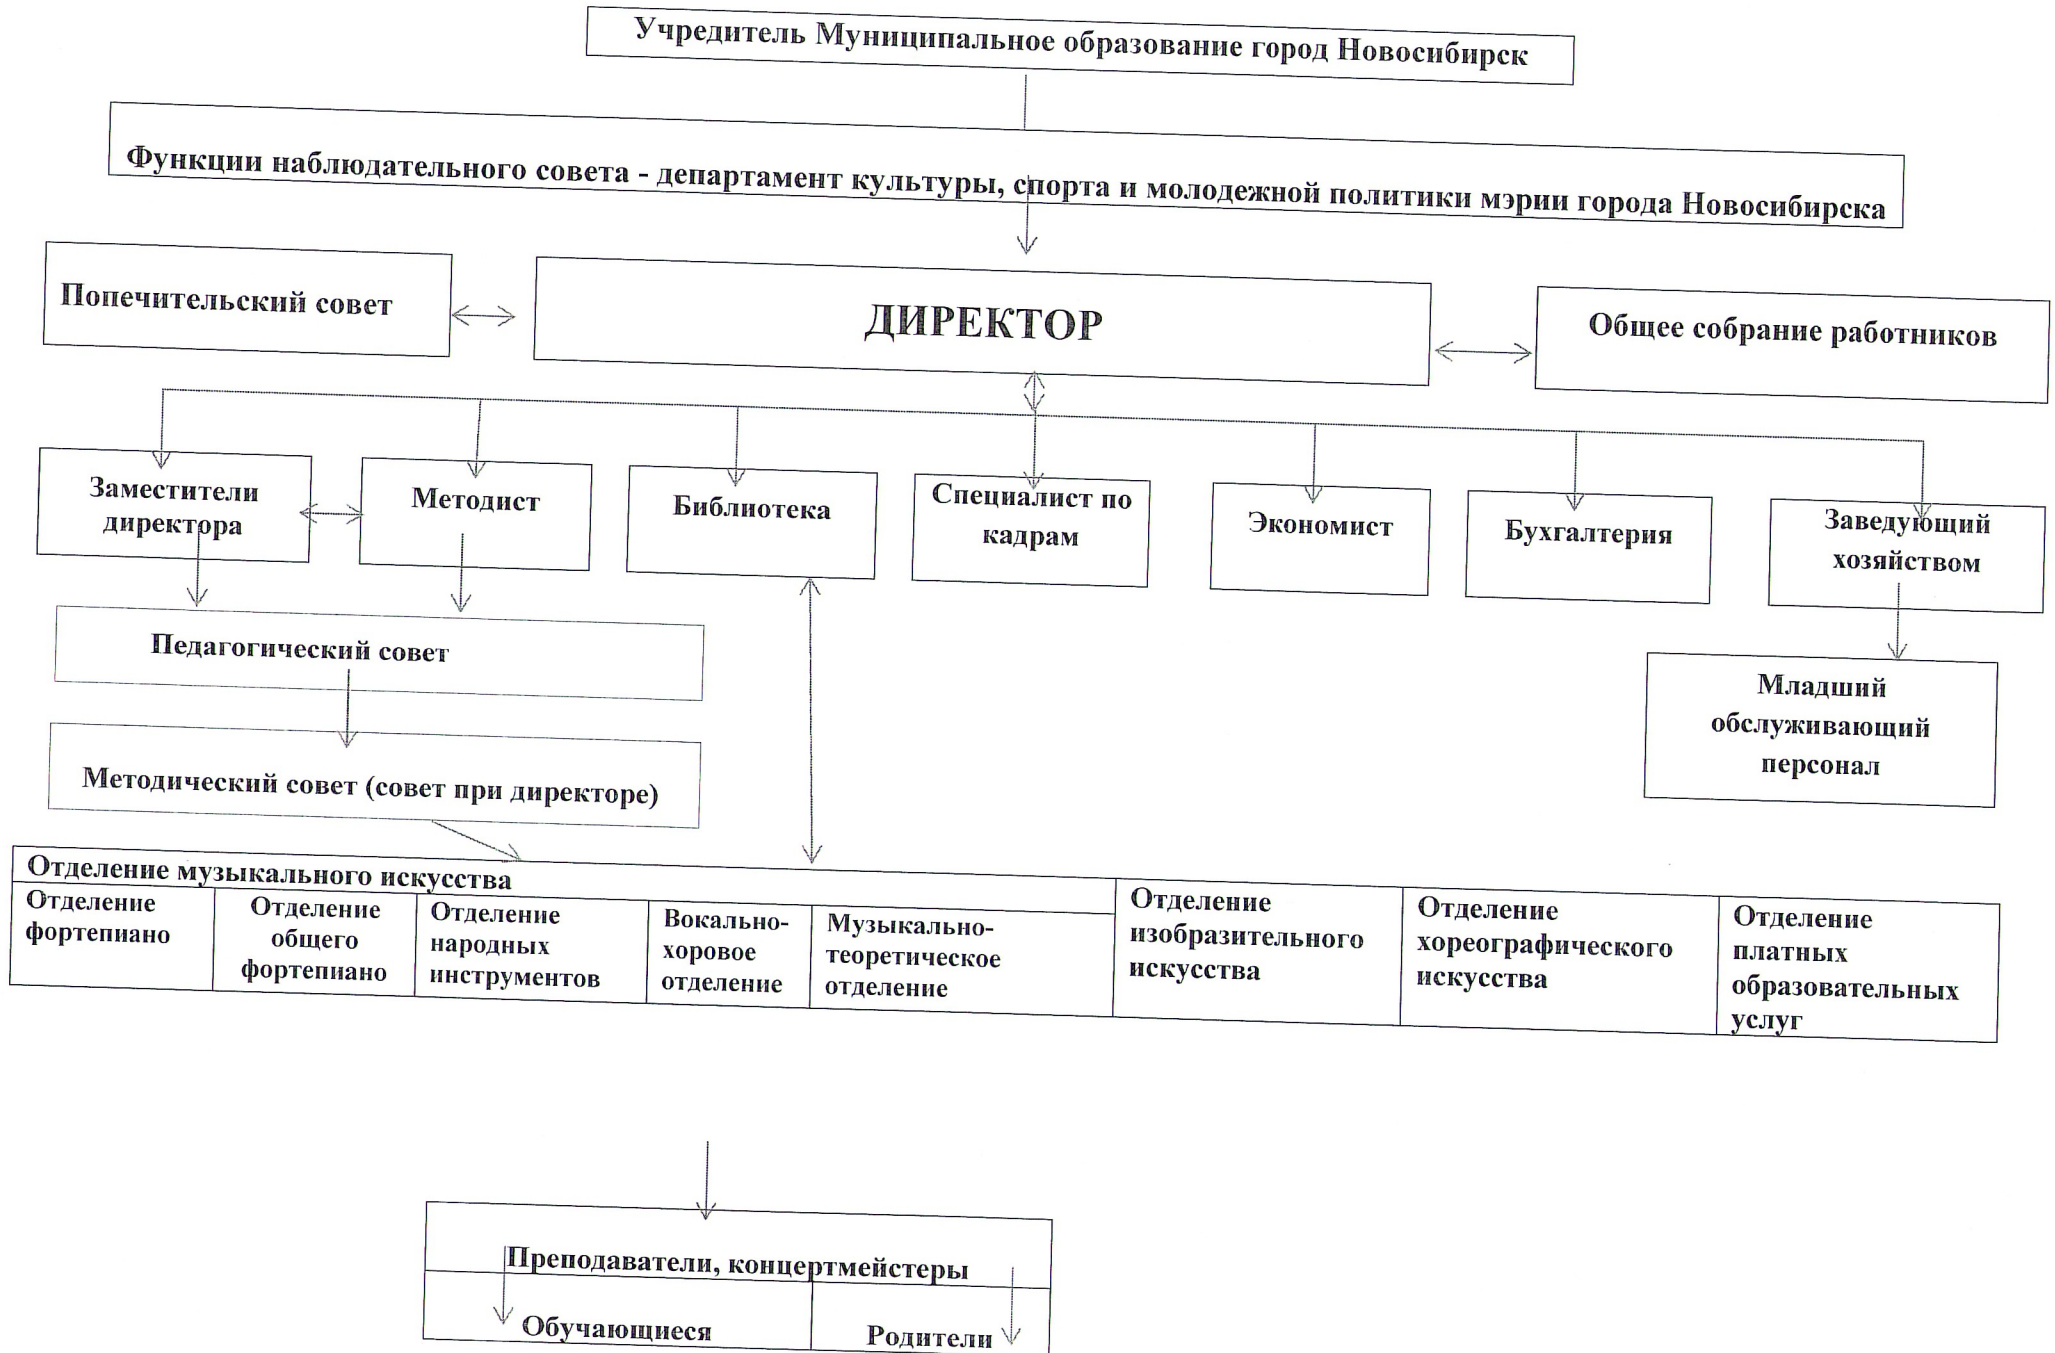 Учредитель Муниципальное образование город Новосибирск
Функции наблюдательного совета - департамент культуры, спорта и молодежной политики мэрии города Новосибирска
Попечительский совет
ДИРЕКТОР
Общее собрание работников
Заместители
директора
Методист
Библиотека
Специалист по
кадрам
Экономист
Бухгалтерия
Заведующий
хозяйством
Педагогический совет
Младший
обслуживающий
персонал
Методический совет (совет при директоре)
Отделение музыкального искусства
Отделение
фортепиано
Отделение
общего
фортепиано
Отделение
народных
инструментов
Вокально-
хоровое
отделение
Музыкально-
теоретическое
отделение
Отделение
изобразительного
искусства
Отделение
хореографического
искусства
Отделение
платных
образовательных
услуг
Преподаватели, концертмейстеры
Обучающиеся
Родители